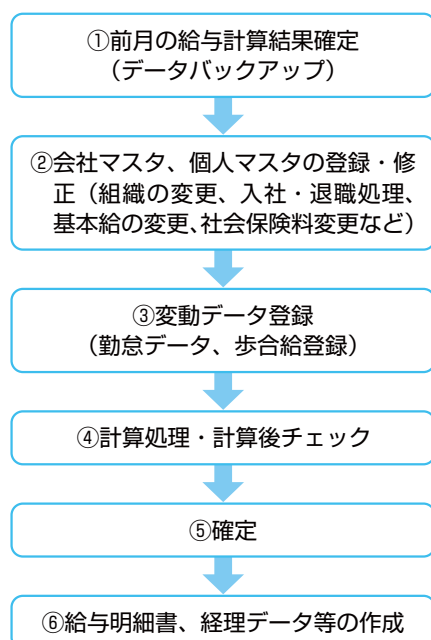 ①前月の給与計算結果確定
（データバックアップ）
②会社マスタ、個人マスタの登録・修
正（組織の変更、入社・退職処理、
基本給の変更、社会保険料変更など）
③変動データ登録
（勤怠データ、歩合給登録）
④計算処理・計算後チェック
⑤確定
⑥給与明細書、経理データ等の作成